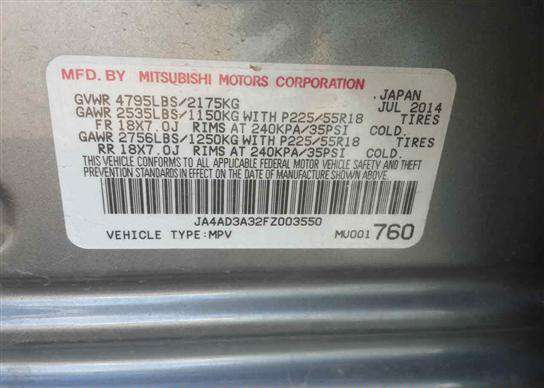 MFD. BY MITSUBISHI MOTORS CORPORATION
JAPAN
GVWR 4795LBS/2175KG JUL 2014
GAWR 2535LBS/1150KG WITH P225/55R18 TIRES
FR 18X7.0J RIMS AT 240KPA/35PSI COLD.
GAWR 2756LBS/1250KG WITH P225/55R18 TIRES
RR 18X7.0J RIMS AT 240KPA/35PSI COLD.
THIS VEHICLE CONFORMS TO ALL APPLICABLE FEDERAL MOTOR VEHICLE SAFETY AND THEFT
PREVENTION STANDARDS IN EFFECT ON THE DATE OF MANUFACTURE SHOWN ABOVE.
JA4AD3A32FZ003550
VEHICLE TYPE:MPV MU001760